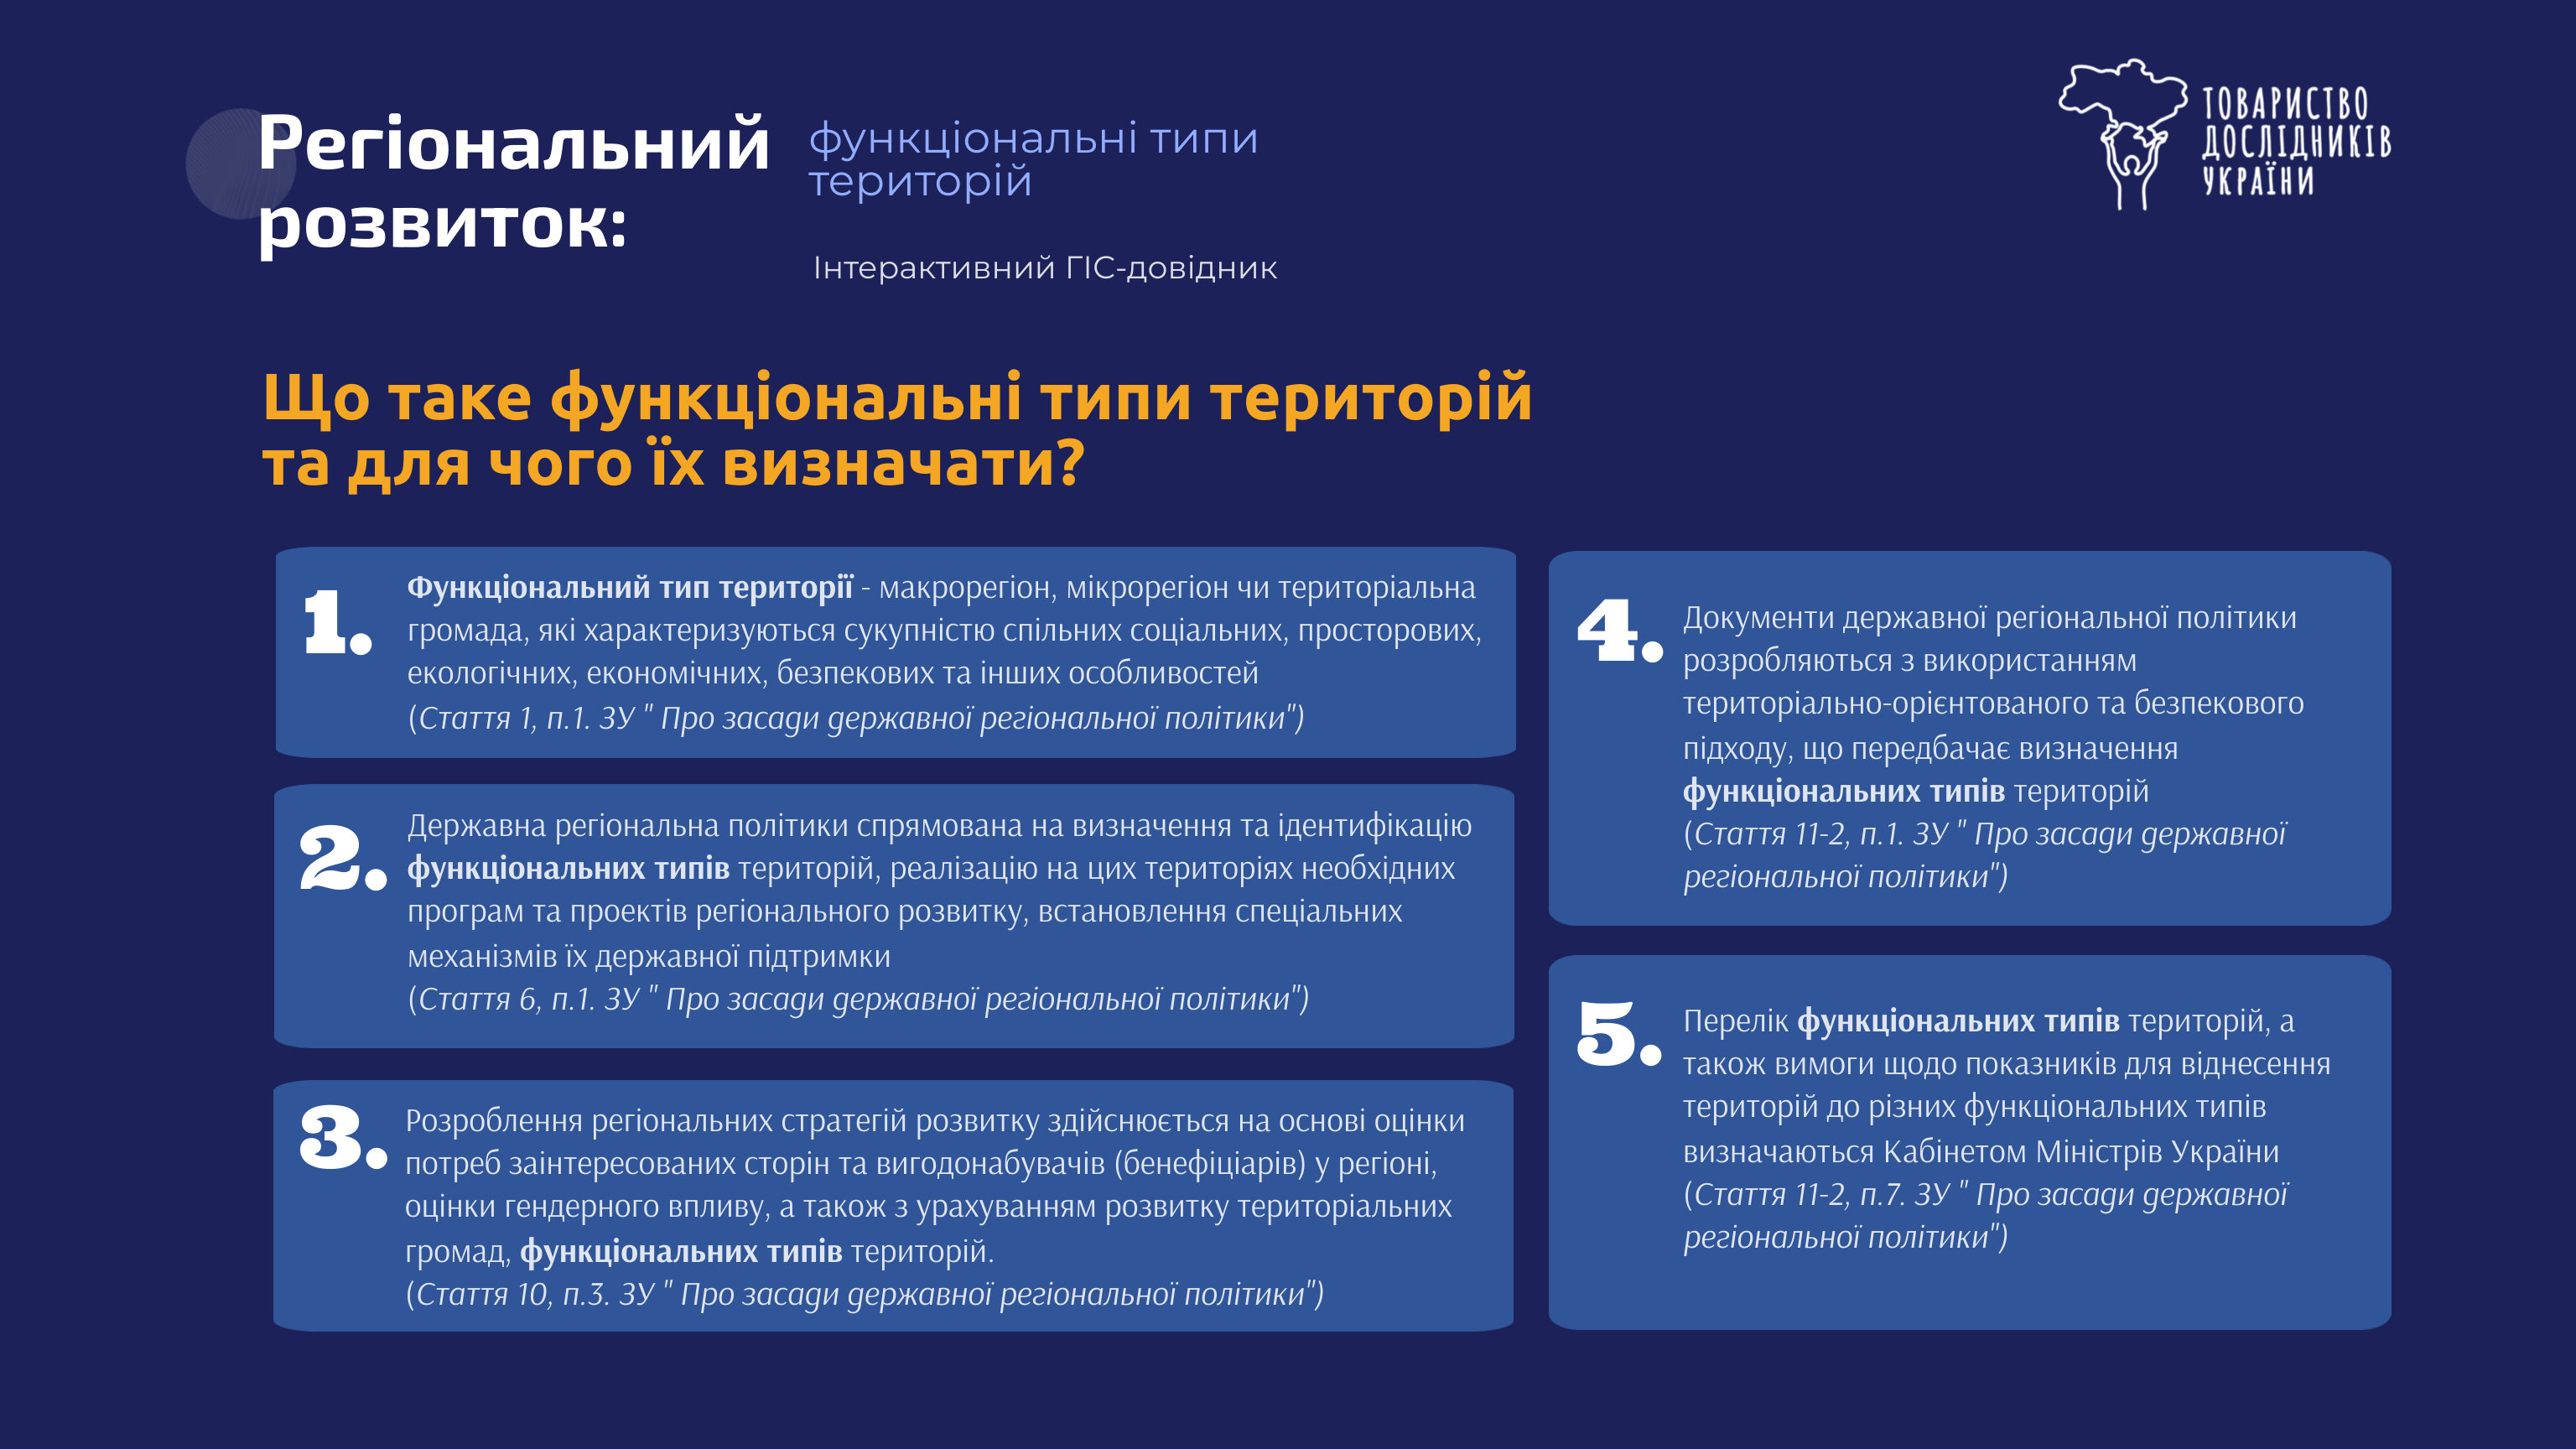 Регіональний
розвиток:
функціональні типи
територій
Інтерактивний ГІС-довідник
ТОВАРИСТВО
ДОСЛІДНИКІВ
УКРАЇНИ
Що таке функціональні типи територій
та для чого їх визначати?
1.
Функціональний тип території - макрорегіон, мікрорегіон чи територіальна
громада, які характеризуються сукупністю спільних соціальних, просторових,
екологічних, економічних, безпекових та інших особливостей
(Стаття 1, п.1. ЗУ " Про засади державної регіональної політики")
2.
Державна регіональна політики спрямована на визначення та ідентифікацію
функціональних типів територій, реалізацію на цих територіях необхідних
програм та проектів регіонального розвитку, встановлення спеціальних
механізмів їх державної підтримки
(Стаття 6, п.1. ЗУ " Про засади державної регіональної політики")
3.
Розроблення регіональних стратегій розвитку здійснюється на основі оцінки
потреб заінтересованих сторін та вигодонабувачів (бенефіціарів) у регіоні,
оцінки гендерного впливу, а також з урахуванням розвитку територіальних
громад, функціональних типів територій.
(Стаття 10, п.3. ЗУ " Про засади державної регіональної політики")
4.
Документи державної регіональної політики
розробляються з використанням
територіально-орієнтованого та безпекового
підходу, що передбачає визначення
функціональних типів територій
(Стаття 11-2, п.1. ЗУ " Про засади державної
регіональної політики")
5.
Перелік функціональних типів територій, а
також вимоги щодо показників для віднесення
територій до різних функціональних типів
визначаються Кабінетом Міністрів України
(Стаття 11-2, п.7. ЗУ " Про засади державної
регіональної політики")